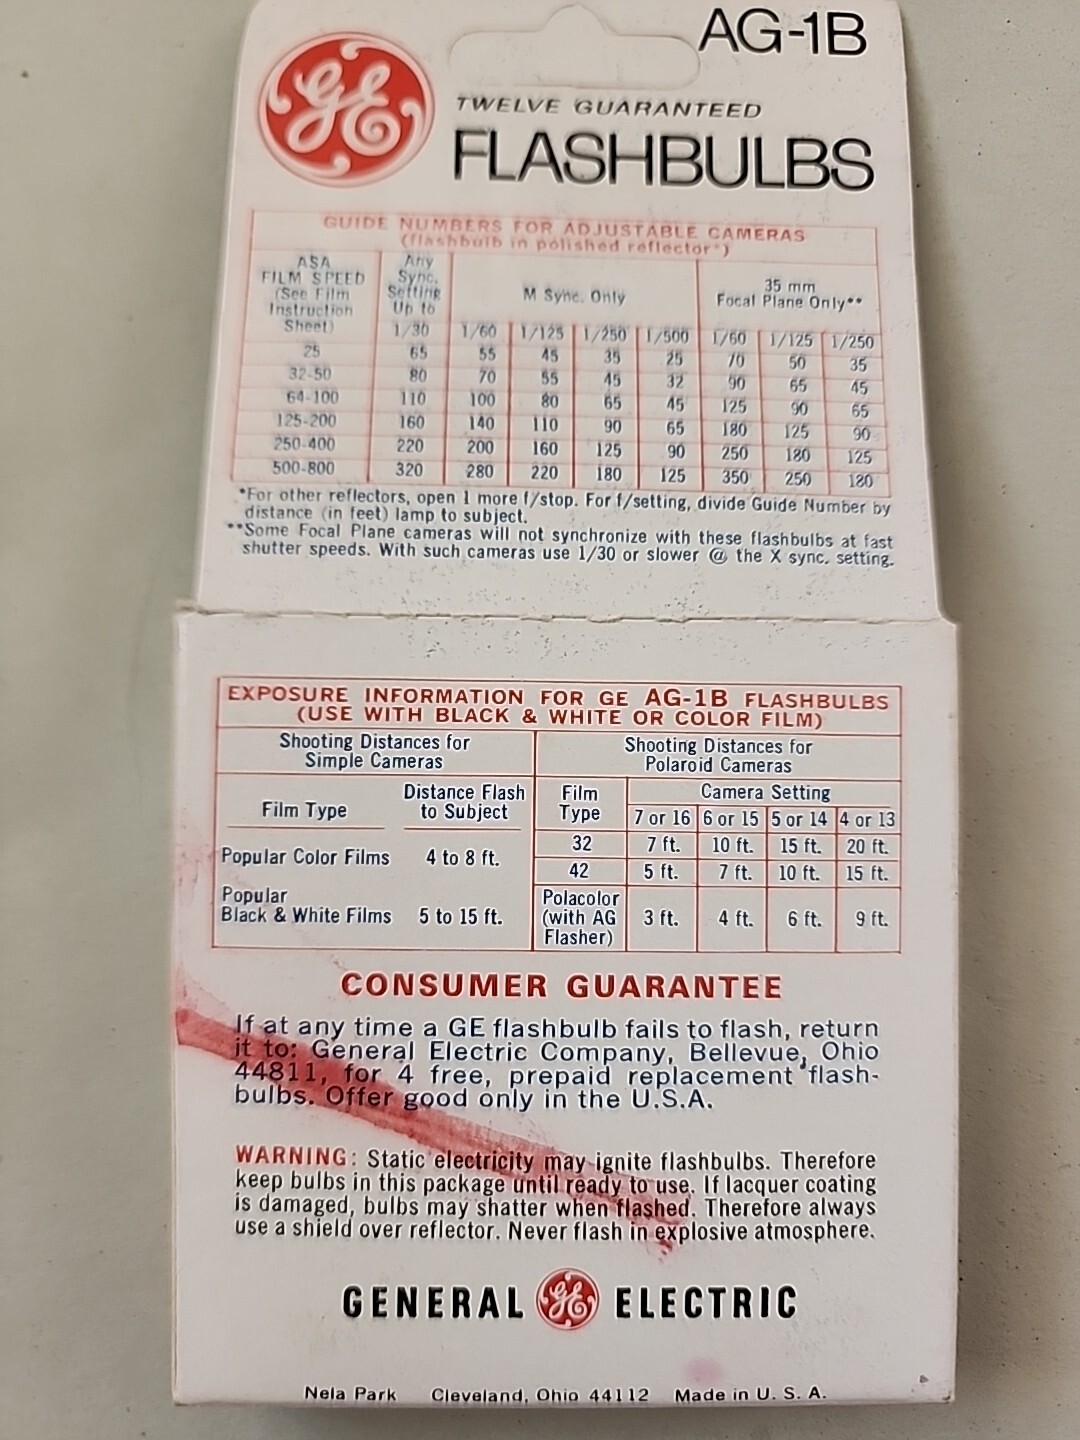 AG-1B
GE
TWELVE GUARANTEED
FLASHBULBS
GUIDE NUMBERS FOR ADJUSTABLE CAMERAS
(flashbulb in polished reflector*)
ASA FILM SPEED (See Film Instruction Sheet) Any Sync. Setting Up to 1/30 M Sync. Only 35 mm Focal Plane Only**
1/60 1/125 1/250 1/500 1/60 1/125 1/250
25 65 55 45 35 25 70 50 35
32-50 80 70 55 45 32 90 65 45
64-100 110 100 80 65 45 125 90 65
125-200 160 140 110 90 65 180 125 90
250-400 220 200 160 125 90 250 180 125
500-800 320 280 220 180 125 350 250 180
*For other reflectors, open 1 more f/stop. For f/setting, divide Guide Number by
distance (in feet) lamp to subject.
**Some Focal Plane cameras will not synchronize with these flashbulbs at fast
shutter speeds. With such cameras use 1/30 or slower @ the X sync. setting.
EXPOSURE INFORMATION FOR GE AG-1B FLASHBULBS
(USE WITH BLACK & WHITE OR COLOR FILM)
Shooting Distances for
Simple Cameras
Film Type
Distance Flash
to Subject
Popular Color Films 4 to 8 ft.
Popular
Black & White Films 5 to 15 ft.
Shooting Distances for
Polaroid Cameras
Film
Type
Camera Setting
7 or 16 6 or 15 5 or 14 4 or 13
32 7 ft. 10 ft. 15 ft. 20 ft.
42 5 ft. 7 ft. 10 ft. 15 ft.
Polacolor
(with AG 3 ft. 4 ft. 6 ft. 9 ft.
Flasher)
CONSUMER GUARANTEE
If at any time a GE flashbulb fails to flash, return
it to: General Electric Company, Bellevue, Ohio
44811, for 4 free, prepaid replacement flash-
bulbs. Offer good only in the U.S.A.
WARNING: Static electricity may ignite flashbulbs. Therefore
keep bulbs in this package until ready to use. If lacquer coating
is damaged, bulbs may shatter when flashed. Therefore always
use a shield over reflector. Never flash in explosive atmosphere.
GENERAL GE ELECTRIC
Nela Park Cleveland, Ohio 44112 Made in U. S. A.